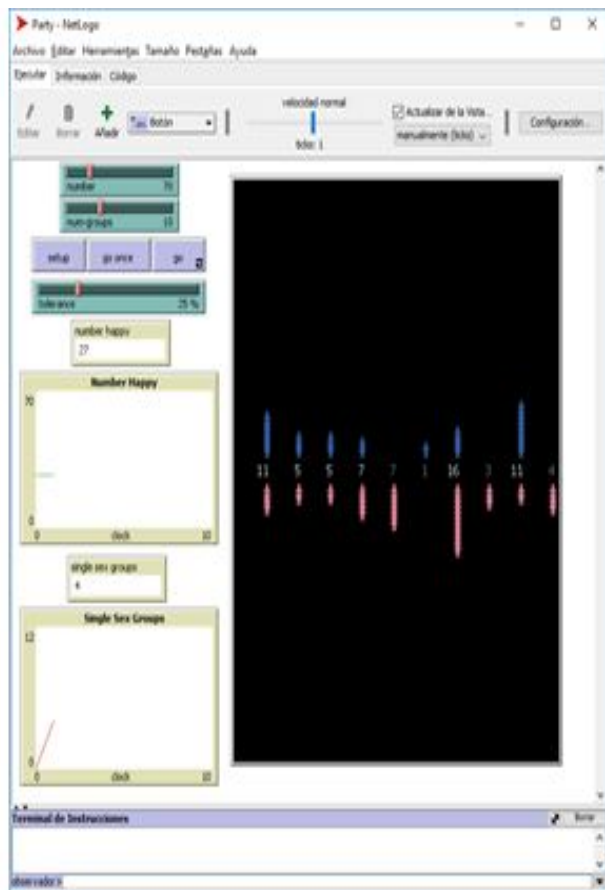 Party - NetLogo
Archivo Editar Herramientas Tamaño Pestañas Ayuda
Ejecutar Información Código
velocidad normal
Editar Borrar Añadir Botón
ticks: 1
Actualizar de la Vista...
manualmente (ticks)
Configuración...
number 70
num-groups 10
setup go once go
tolerance 25 %
number happy
27
Number Happy
70
0
0 clock 10
single sex groups
4
Single Sex Groups
12
0
0 clock 10
11 5 5 7 7 1 16 3 11 4
Terminal de Instrucciones
Borrar
observador>